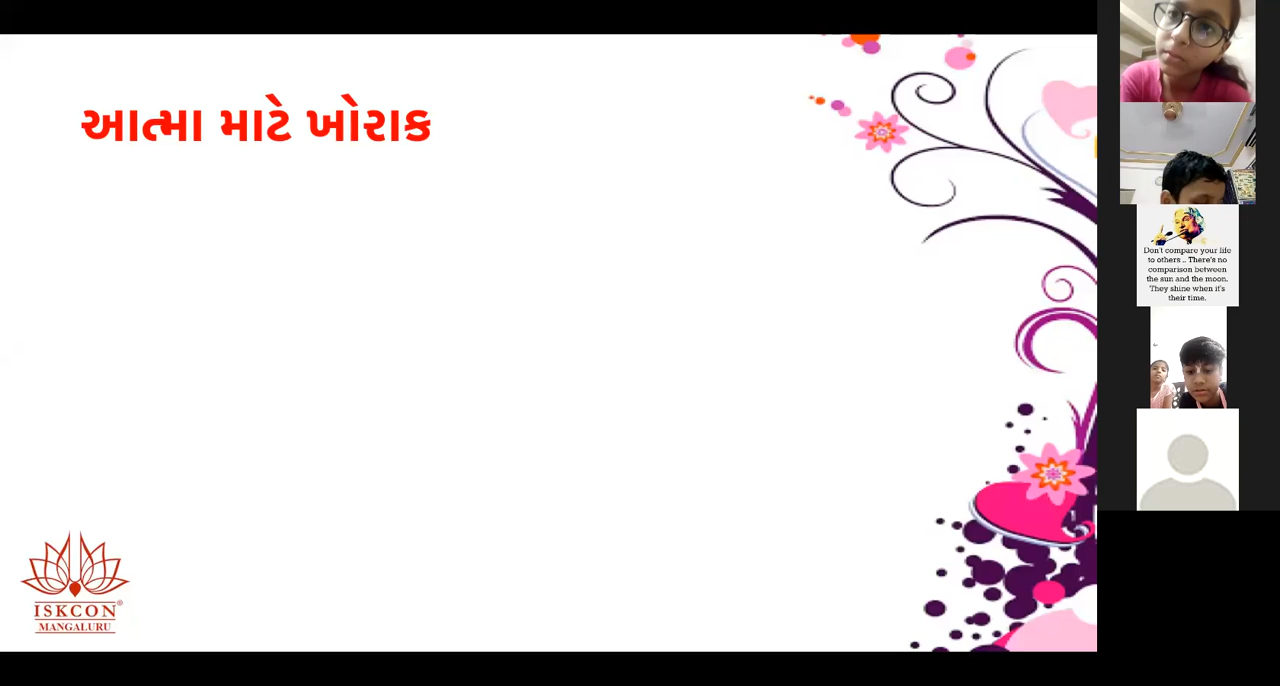 આત્મા માટે ખોરાક
ISKCON®
MANGALURU
Don't compare your life
to others .. There's no
comparison between
the sun and the moon.
They shine when it's
their time.